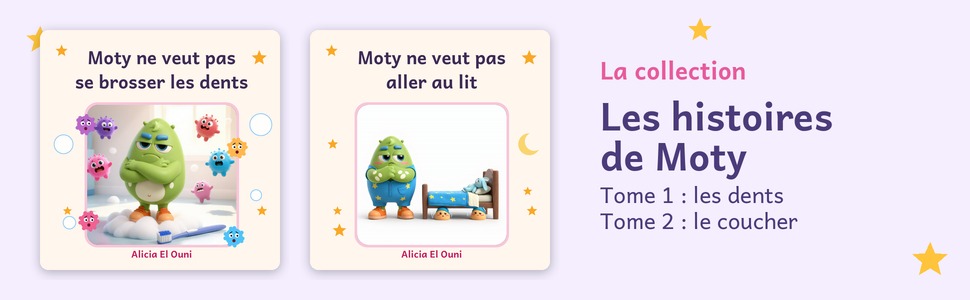 Moty ne veut pas
se brosser les dents
Alicia El Ouni
Moty ne veut pas
aller au lit
Alicia El Ouni
La collection
Les histoires
de Moty
Tome 1 : les dents
Tome 2 : le coucher